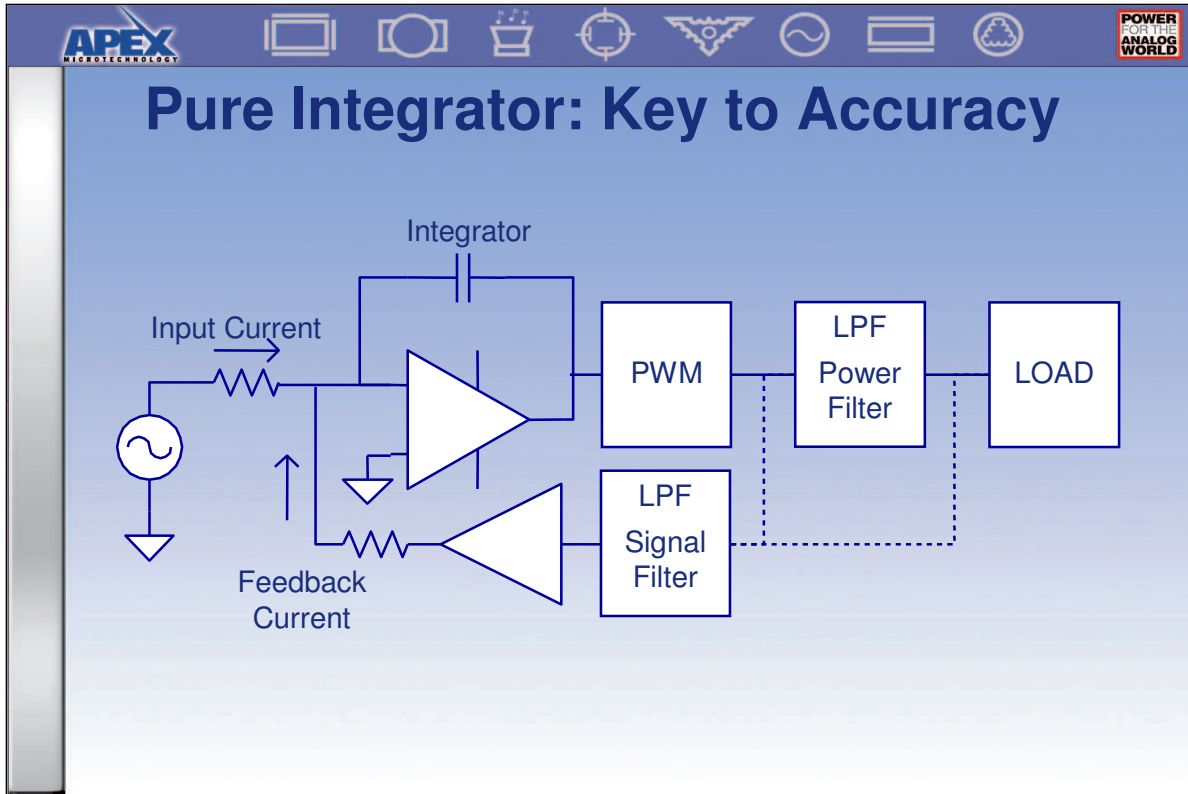 APEX
MICROTECHNOLOGY
POWER
FOR THE
ANALOG
WORLD
Pure Integrator: Key to Accuracy
Integrator
Input Current
PWM
LPF
Power
Filter
LOAD
LPF
Signal
Filter
Feedback
Current